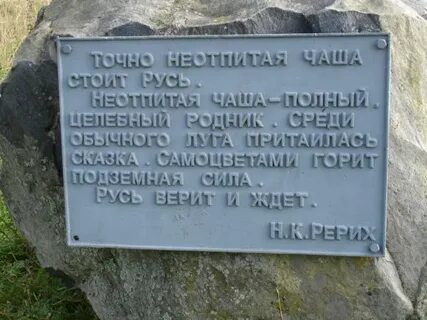 Точно неотпитая чаша
стоит Русь.
Неотпитая чаша – полный,
целебный родник. Среди
обычного луга притаилась
сказка. Самоцветами горит
подземная сила.
Русь верит и ждет.
Н.К. Рерих